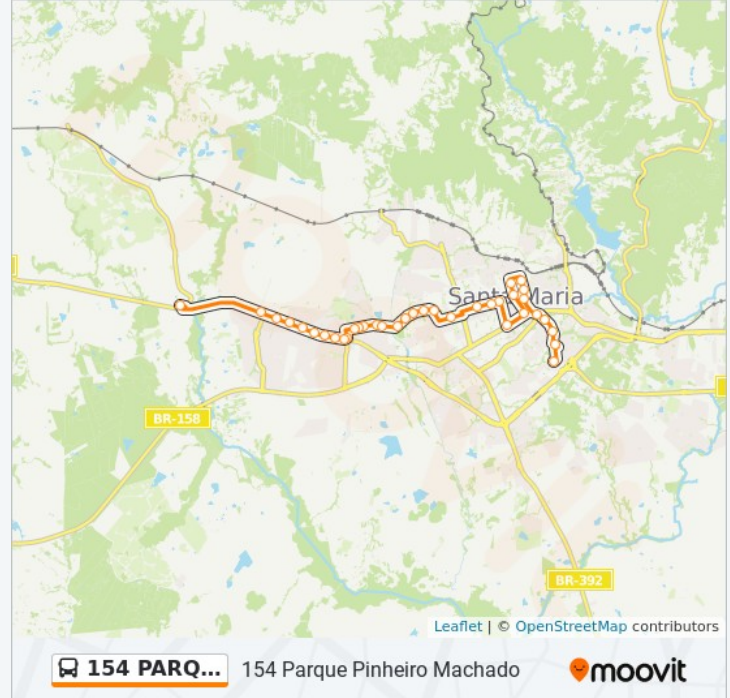 Santa Maria
BR-158
BR-392
Leaflet | © OpenStreetMap contributors
154 PARQ... 154 Parque Pinheiro Machado moovit